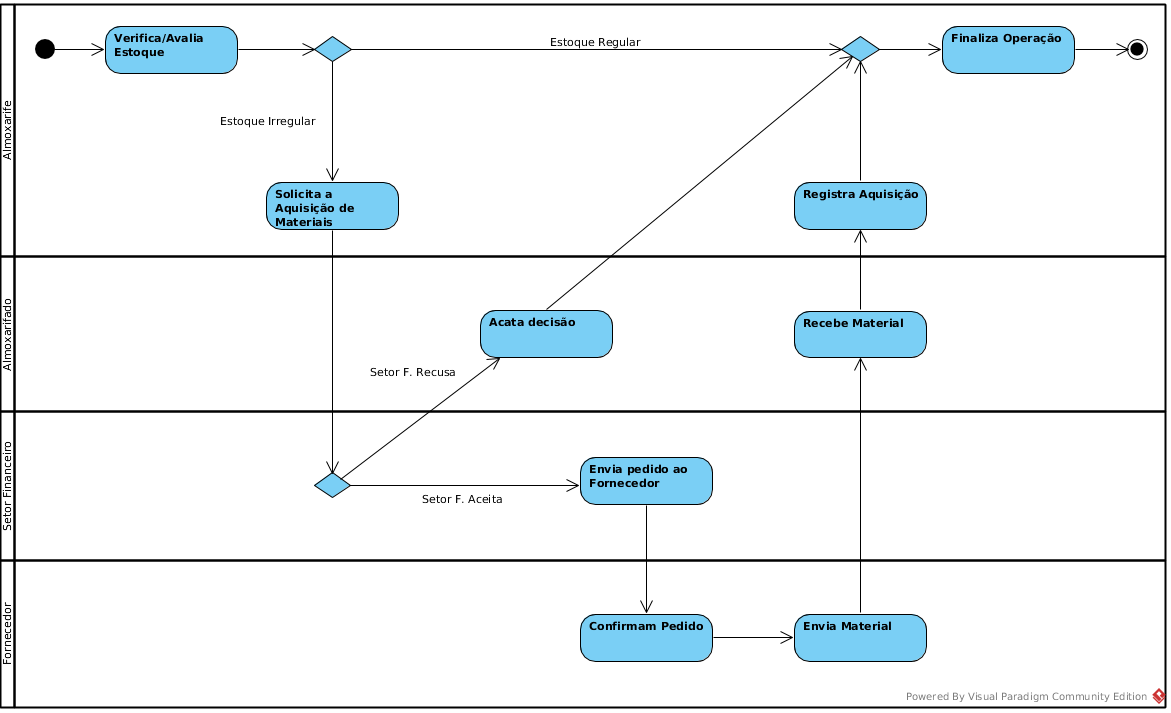 Almoxarife
Verifica/Avalia
Estoque
Estoque Regular
Finaliza Operação
Estoque Irregular
Solicita a
Aquisição de
Materiais
Registra Aquisição
Almoxarifado
Acata decisão
Recebe Material
Setor F. Recusa
Setor Financeiro
Envia pedido ao
Fornecedor
Setor F. Aceita
Fornecedor
Confirmam Pedido
Envia Material
Powered By Visual Paradigm Community Edition